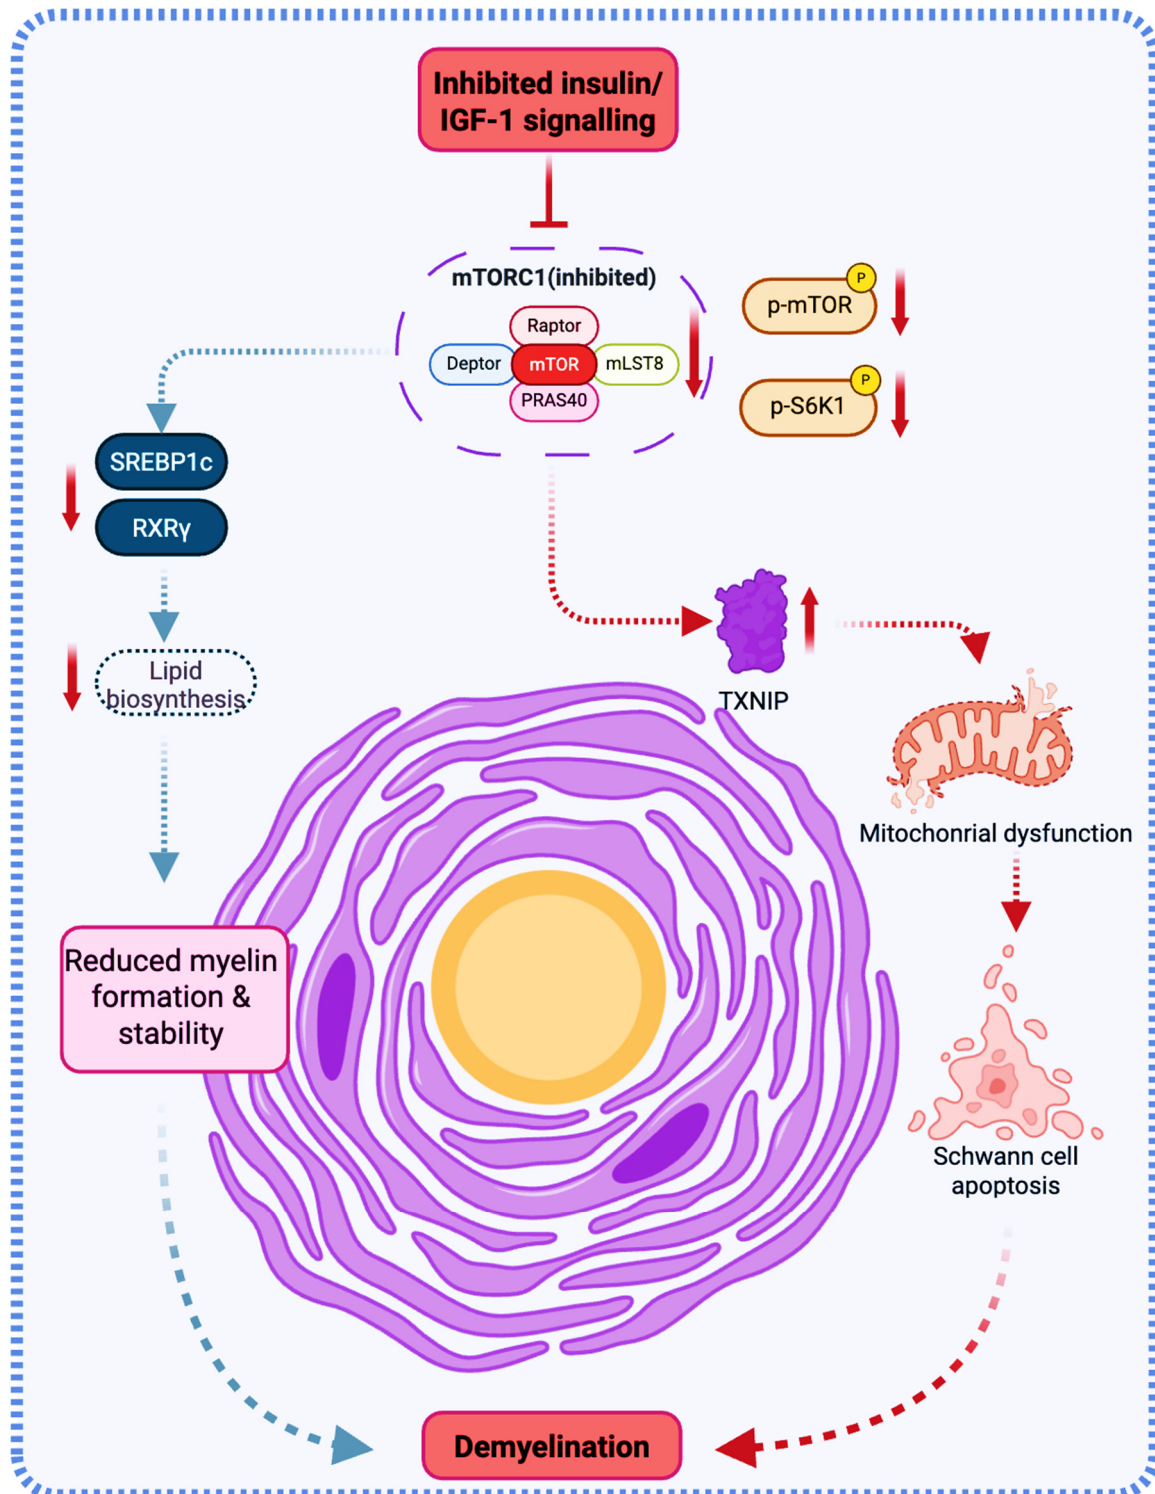 Inhibited insulin/
IGF-1 signalling
mTORC1(inhibited)
Raptor
Deptor
mTOR
mLST8
PRAS40
P
p-mTOR
P
p-S6K1
SREBP1c
RXRγ
Lipid
biosynthesis
TXNIP
Mitochonrial dysfunction
Reduced myelin
formation &
stability
Schwann cell
apoptosis
Demyelination